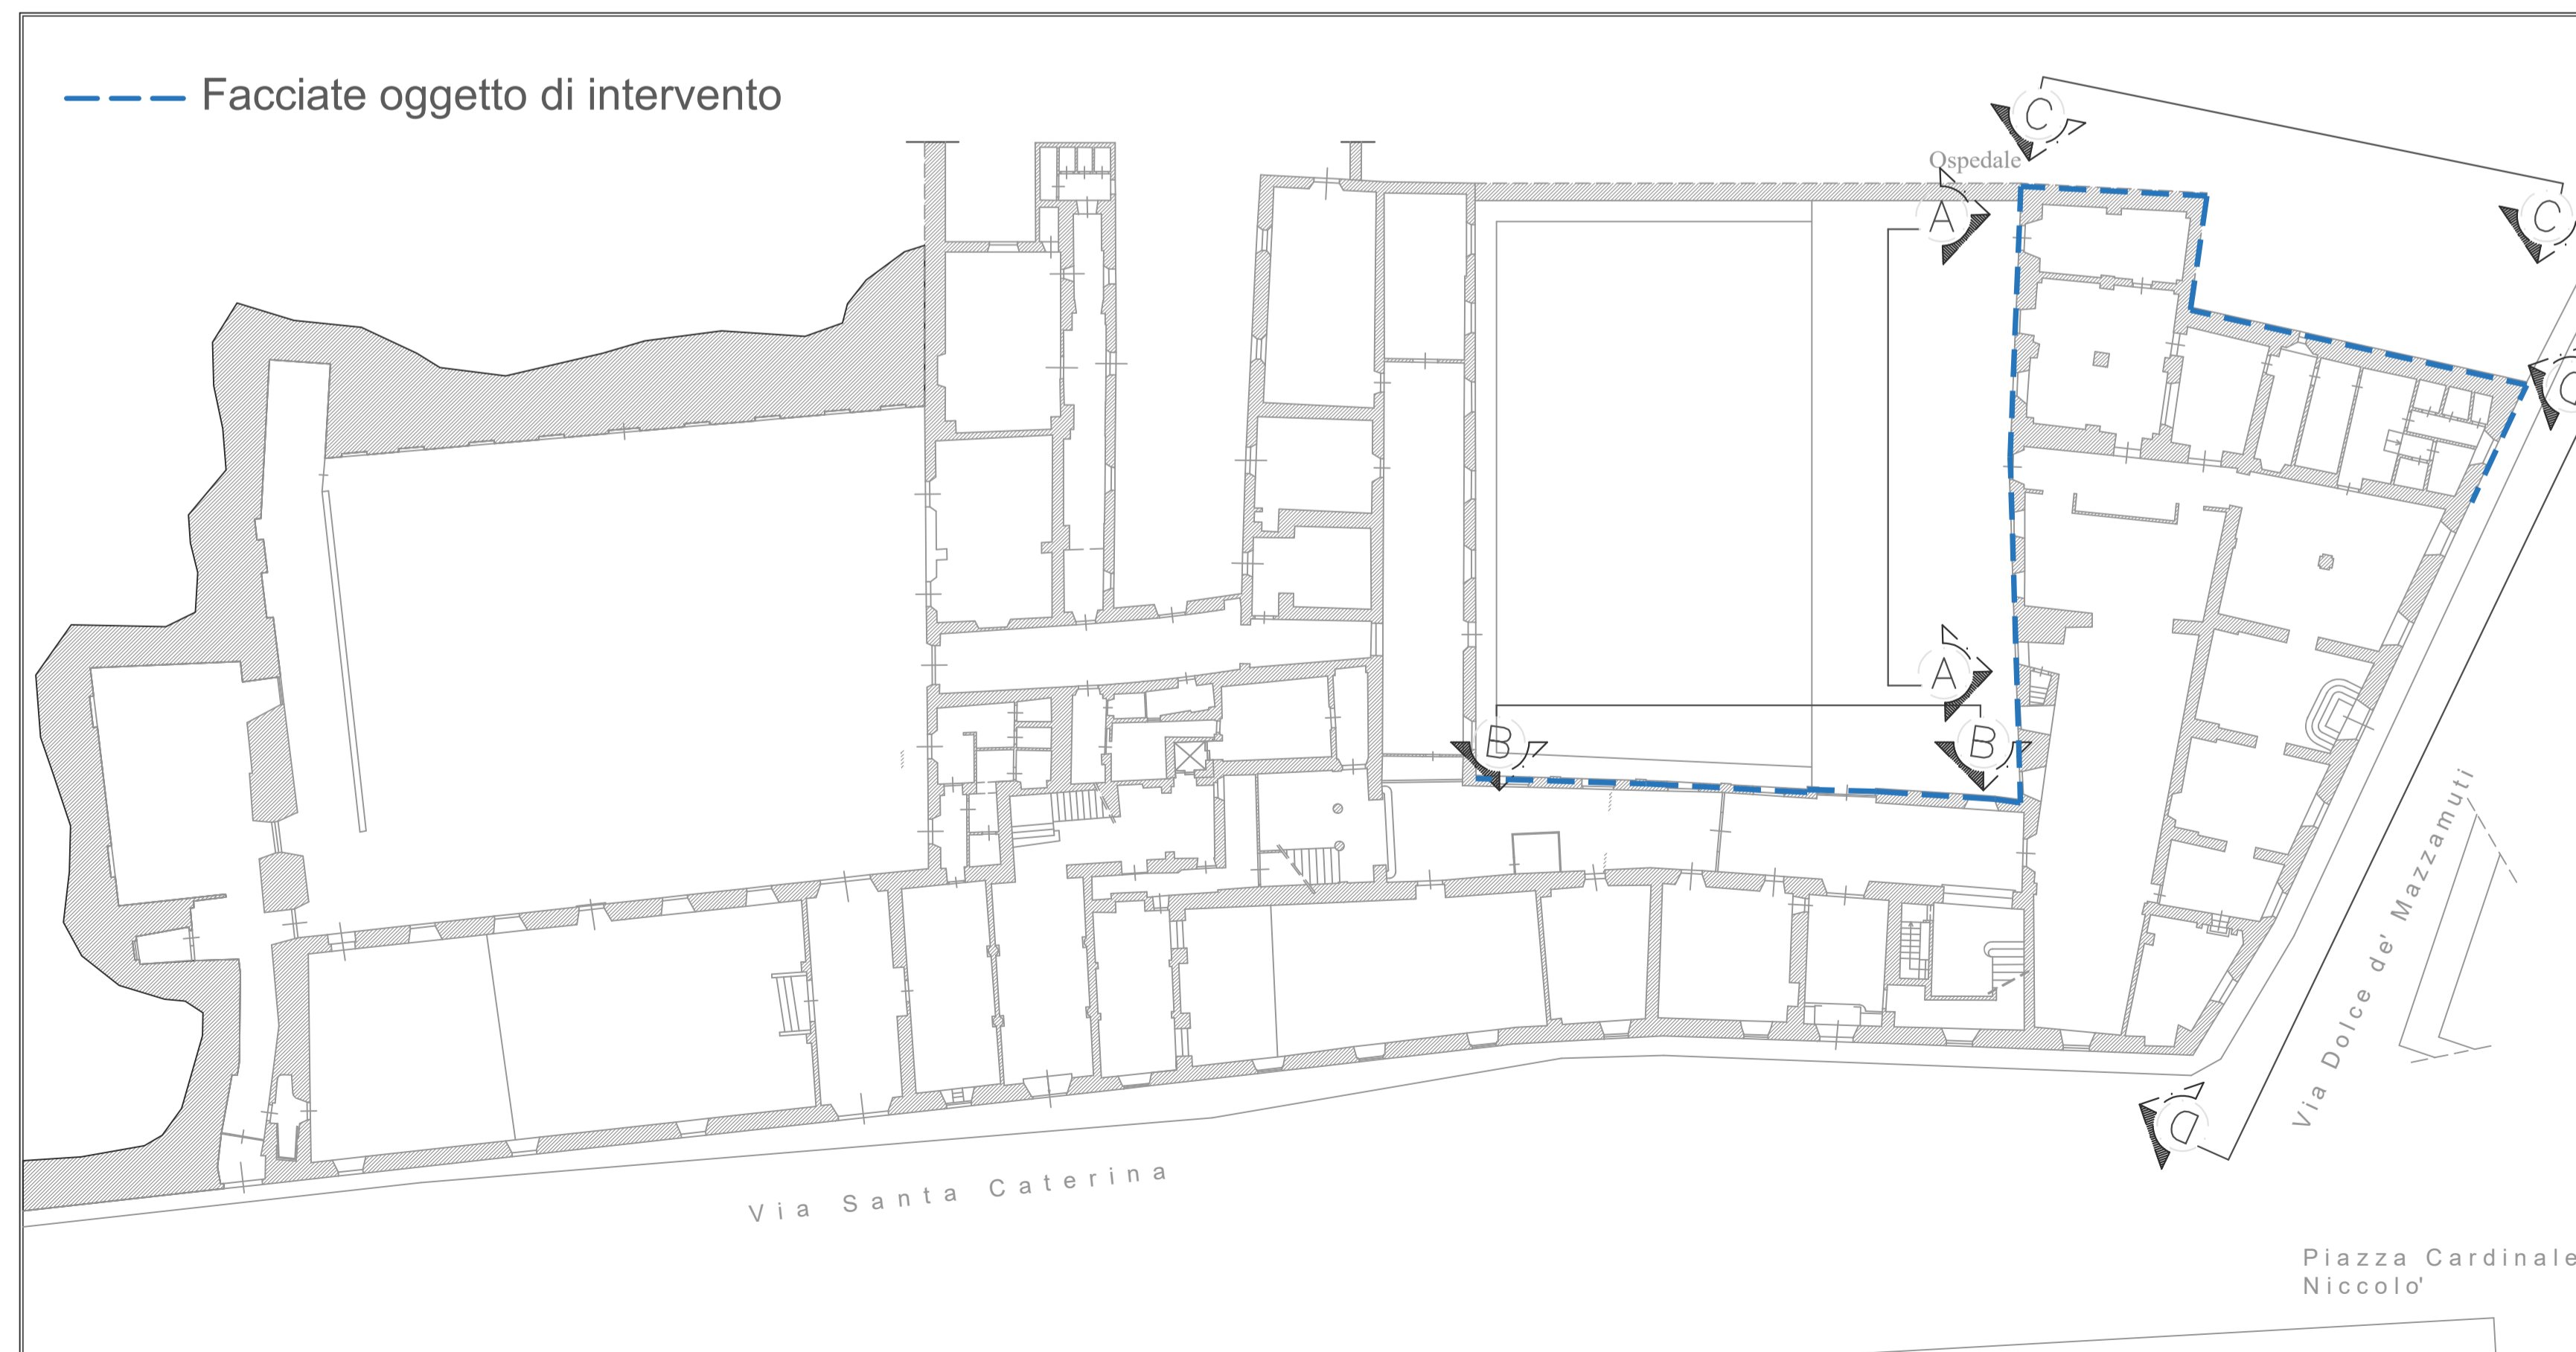 Facciate oggetto di intervento
C
Ospedale
A
C
D
A
B
B
Via Dolce de' Mazzamuti
D
Via Santa Caterina
Piazza Cardinale
Niccolo'